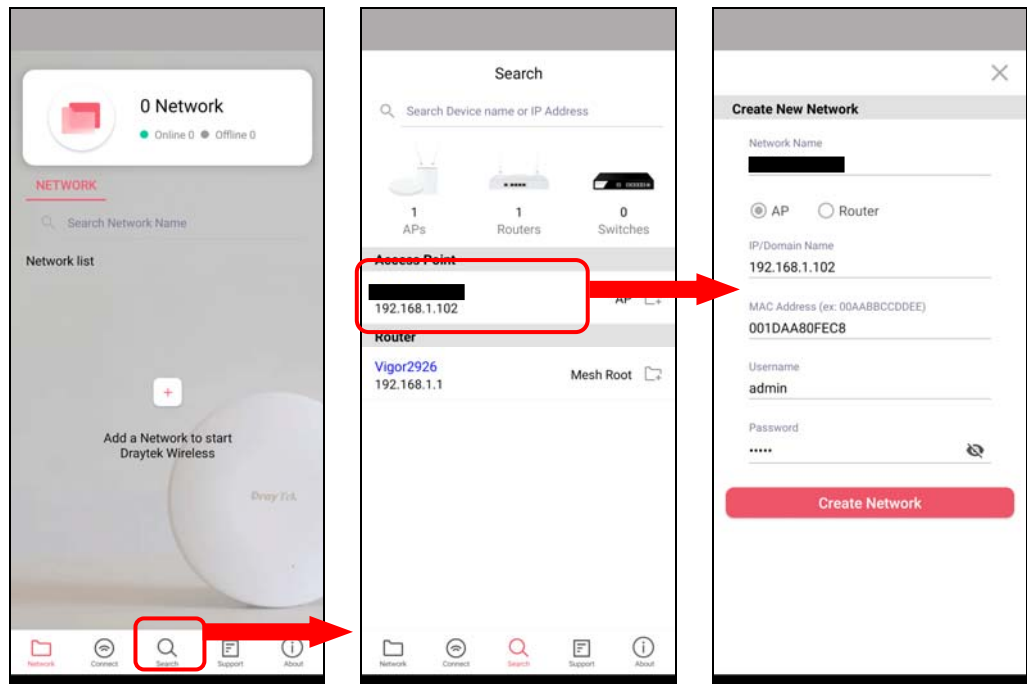 0 Network
Online 0 Offline 0
NETWORK
Search Network Name
Network list
+
Add a Network to start
Draytek Wireless
Dray Tek
Network Connect Search Support About
Search
Search Device name or IP Address
1 1 0
APs Routers Switches
Access Point
192.168.1.102 AP
Router
Vigor2926
192.168.1.1 Mesh Root
Network Connect Search Support About
Create New Network
Network Name
AP Router
IP/Domain Name
192.168.1.102
MAC Address (ex: 00AABBCCDDEE)
001DAA80FEC8
Username
admin
Password
•••••
Create Network